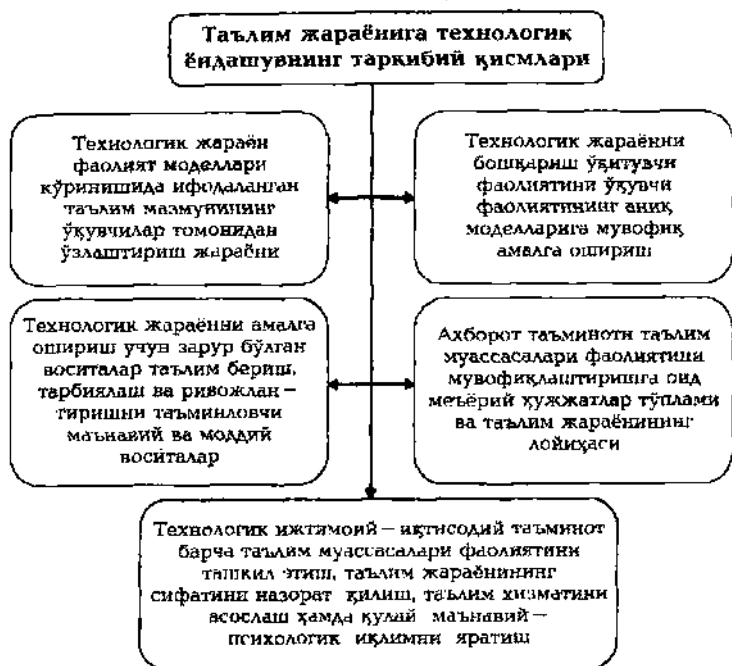 Таълим жараёнига технологик
ёндашувнинг таркибий қисмлари
Технологик жараён
фаолият моделлари
кўринишида ифодаланган
таълим мазмунининг
ўқувчилар томонидан
ўзлаштириш жараёни
Технологик жараённи
бошқариш ўқитувчи
фаолиятини ўқувчи
фаолиятининг аниқ
моделларига мувофиқ
амалга ошириш
Технологик жараённи амалга
ошириш учун зарур бўлган
воситалар таълим бериш,
тарбиялаш ва ривожлан –
тиришни таъминловчи
маънавий ва моддий
воситалар
Ахборот таъминоти таълим
муассасалари фаолиятини
мувофиқлаштиришга оид
меъёрий ҳужжатлар тўплами
ва таълим жараёнининг
лойиҳаси
Технологик ижтимоий – иқтисодий таъминот
барча таълим муассасалари фаолиятини
ташкил этиш, таълим жараёнининг
сифатини назорат қилиш, таълим хизматини
асослаш ҳамда қулай маънавий –
психологик иқлимни яратиш